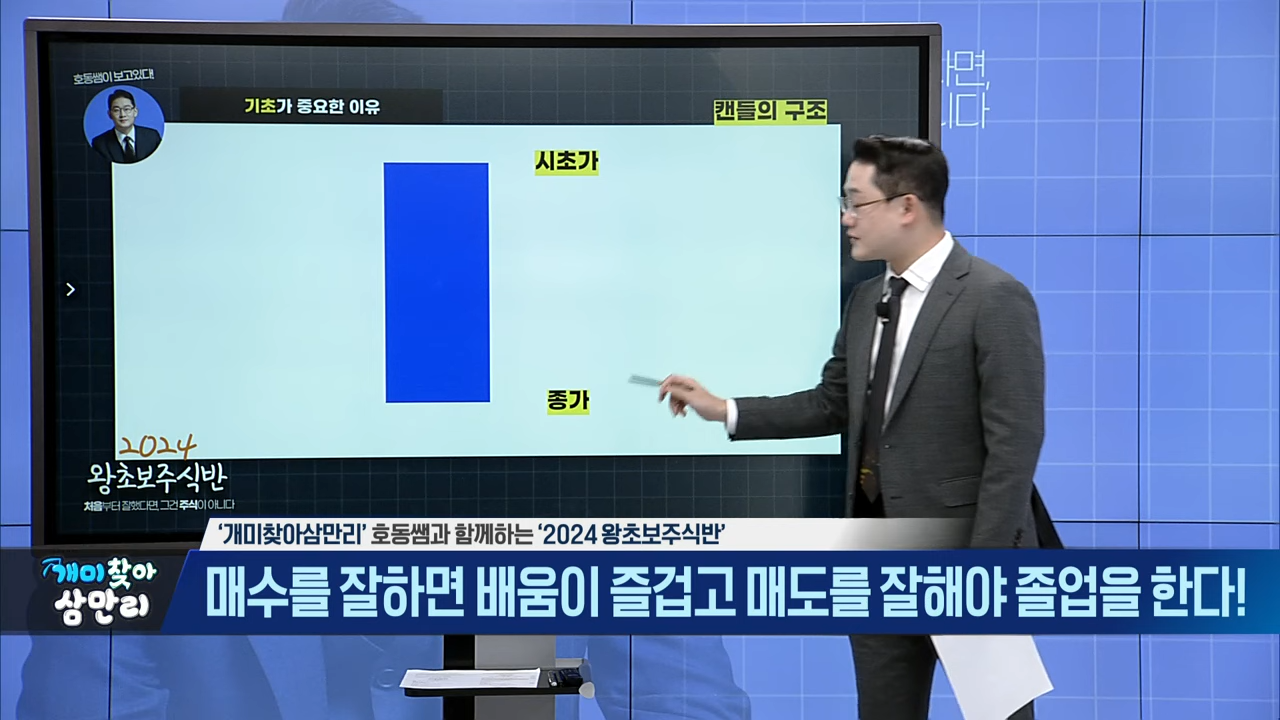 호동쌤이 보고있다!
기초가 중요한 이유
캔들의 구조
시초가
종가
2024
왕초보주식반
처음부터 잘했다면, 그건 주식이 아니다
면,
니다
'개미찾아삼만리' 호동쌤과 함께하는 '2024 왕초보주식반'
개미찾아
삼만리
매수를 잘하면 배움이 즐겁고 매도를 잘해야 졸업을 한다!